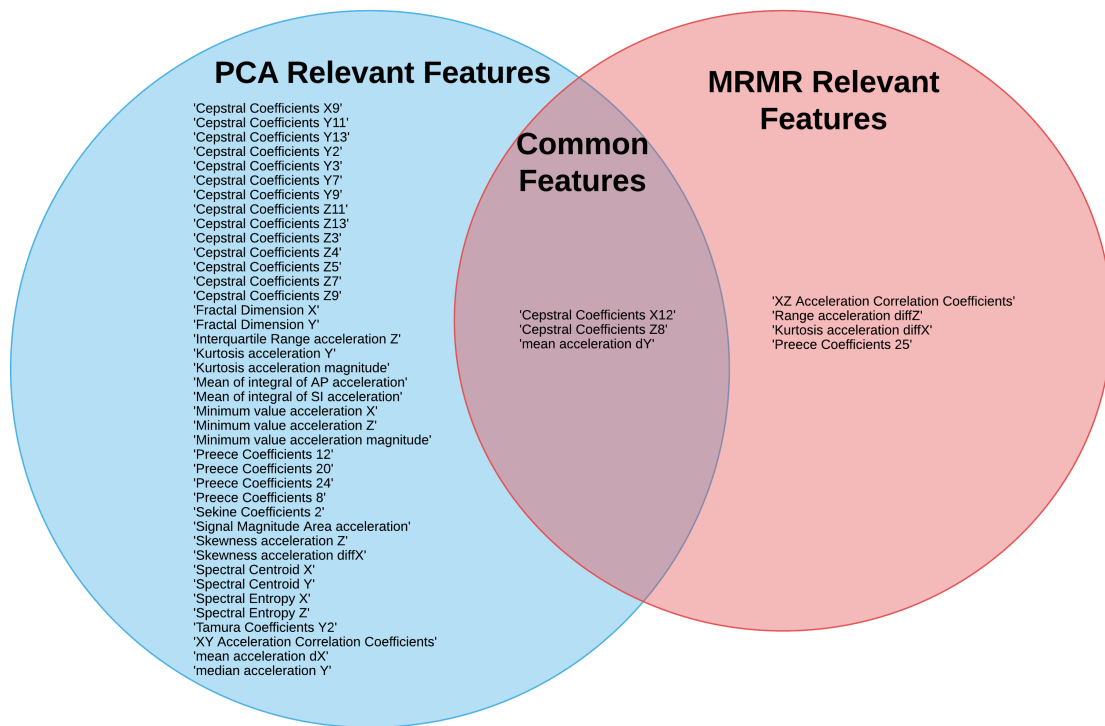 PCA Relevant Features
'Cepstral Coefficients X9'
'Cepstral Coefficients Y11'
'Cepstral Coefficients Y13'
'Cepstral Coefficients Y2'
'Cepstral Coefficients Y3'
'Cepstral Coefficients Y7'
'Cepstral Coefficients Y9'
'Cepstral Coefficients Z11'
'Cepstral Coefficients Z13'
'Cepstral Coefficients Z3'
'Cepstral Coefficients Z4'
'Cepstral Coefficients Z5'
'Cepstral Coefficients Z7'
'Cepstral Coefficients Z9'
'Fractal Dimension X'
'Fractal Dimension Y'
'Interquartile Range acceleration Z'
'Kurtosis acceleration Y'
'Kurtosis acceleration magnitude'
'Mean of integral of AP acceleration'
'Mean of integral of SI acceleration'
'Minimum value acceleration X'
'Minimum value acceleration Z'
'Minimum value acceleration magnitude'
'Preece Coefficients 12'
'Preece Coefficients 20'
'Preece Coefficients 24'
'Preece Coefficients 8'
'Sekine Coefficients 2'
'Signal Magnitude Area acceleration'
'Skewness acceleration Z'
'Skewness acceleration diffX'
'Spectral Centroid X'
'Spectral Centroid Y'
'Spectral Entropy X'
'Spectral Entropy Z'
'Tamura Coefficients Y2'
'XY Acceleration Correlation Coefficients'
'mean acceleration dX'
'median acceleration Y'
Common
Features
'Cepstral Coefficients X12'
'Cepstral Coefficients Z8'
'mean acceleration dY'
MRMR Relevant
Features
'XZ Acceleration Correlation Coefficients'
'Range acceleration diffZ'
'Kurtosis acceleration diffX'
'Preece Coefficients 25'